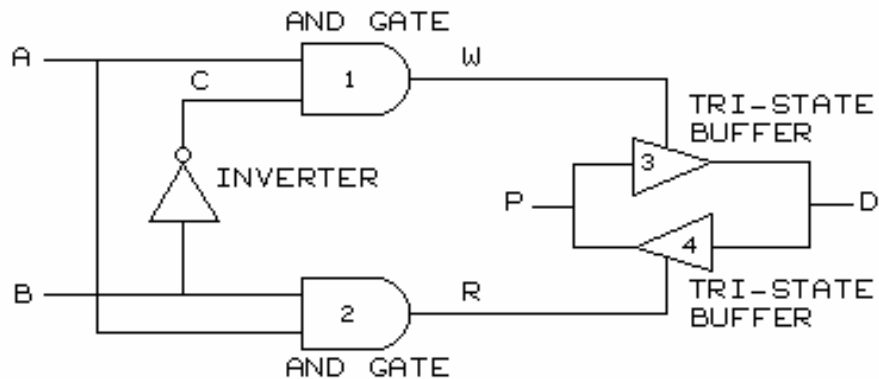 AND GATE
A
W
C
1
TRI-STATE
BUFFER
3
INVERTER
P
D
4
B
R
TRI-STATE
BUFFER
2
AND GATE